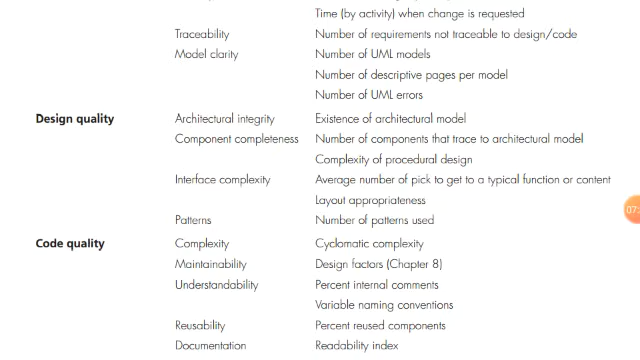 Time (by activity) when change is requested
Traceability Number of requirements not traceable to design/code
Model clarity Number of UML models
Number of descriptive pages per model
Number of UML errors
Design quality Architectural integrity Existence of architectural model
Component completeness Number of components that trace to architectural model
Complexity of procedural design
Interface complexity Average number of pick to get to a typical function or content
Layout appropriateness
Patterns Number of patterns used
Code quality Complexity Cyclomatic complexity
Maintainability Design factors (Chapter 8)
Understandability Percent internal comments
Variable naming conventions
Reusability Percent reused components
Documentation Readability index